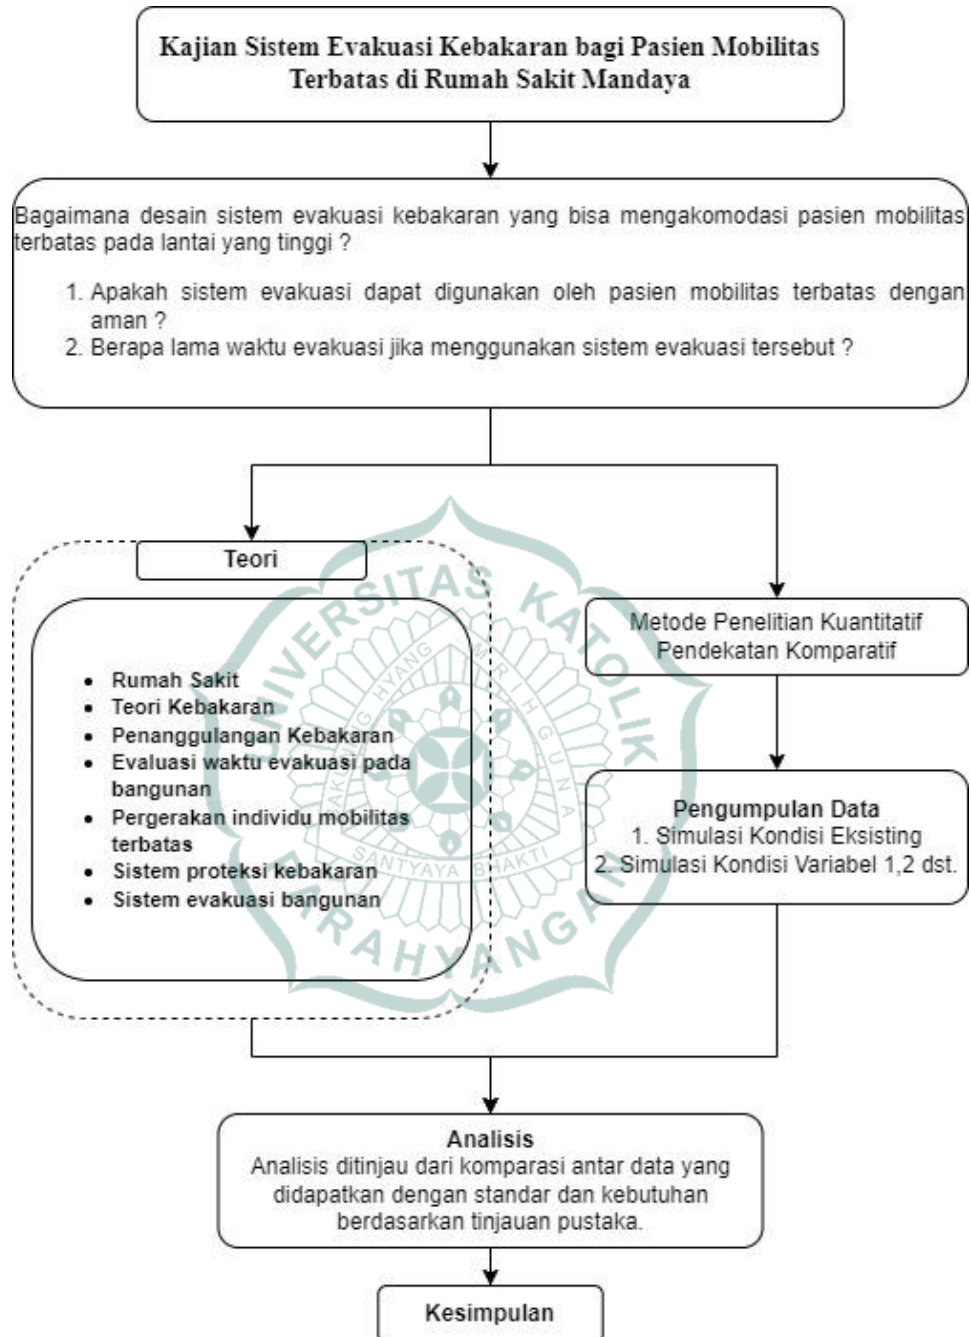 Kajian Sistem Evakuasi Kebakaran bagi Pasien Mobilitas
Terbatas di Rumah Sakit Mandaya
Bagaimana desain sistem evakuasi kebakaran yang bisa mengakomodasi pasien mobilitas
terbatas pada lantai yang tinggi ?
1. Apakah sistem evakuasi dapat digunakan oleh pasien mobilitas terbatas dengan
aman ?
2. Berapa lama waktu evakuasi jika menggunakan sistem evakuasi tersebut ?
Teori
• Rumah Sakit
• Teori Kebakaran
• Penanggulangan Kebakaran
• Evaluasi waktu evakuasi pada
bangunan
• Pergerakan individu mobilitas
terbatas
• Sistem proteksi kebakaran
• Sistem evakuasi bangunan
Metode Penelitian Kuantitatif
Pendekatan Komparatif
Pengumpulan Data
1. Simulasi Kondisi Eksisting
2. Simulasi Kondisi Variabel 1,2 dst.
Analisis
Analisis ditinjau dari komparasi antar data yang
didapatkan dengan standar dan kebutuhan
berdasarkan tinjauan pustaka.
Kesimpulan
UNIVERSITAS KATOLIK
PARAHYANGAN
SANTYAYA BHAKTI